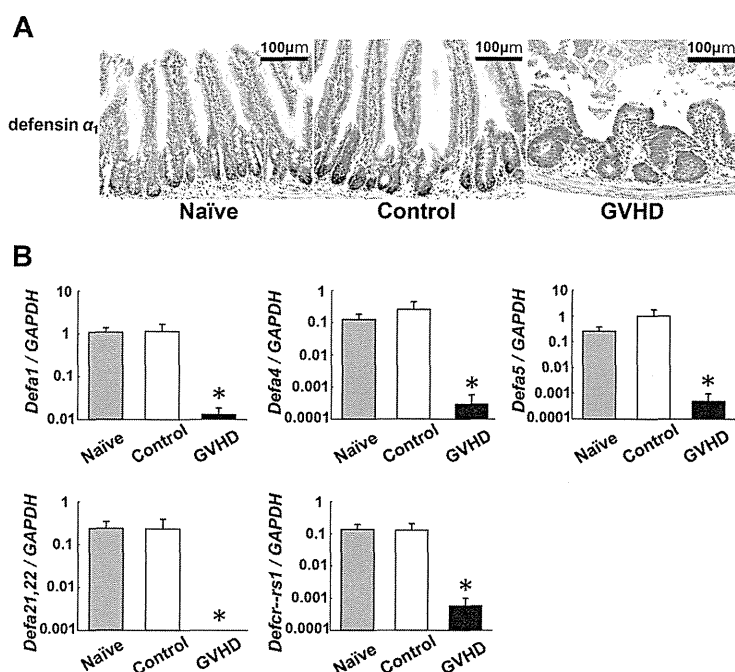 A
100µm
100µm
100µm
defensin α1
Naïve
Control
GVHD
B
Defa1 / GAPDH
10
1
0.1
0.01
*
Naïve
Control
GVHD
Defa4 / GAPDH
1
0.1
0.1
0.001
0.0001
*
Naïve
Control
GVHD
Defa5 / GAPDH
10
1
0.1
0.1
0.001
0.0001
*
Naïve
Control
GVHD
Defa21,22 / GAPDH
1
0.1
0.01
0.001
*
Naïve
Control
GVHD
Defcr--rs1 / GAPDH
1
0.1
0.1
0.001
0.0001
*
Naïve
Control
GVHD